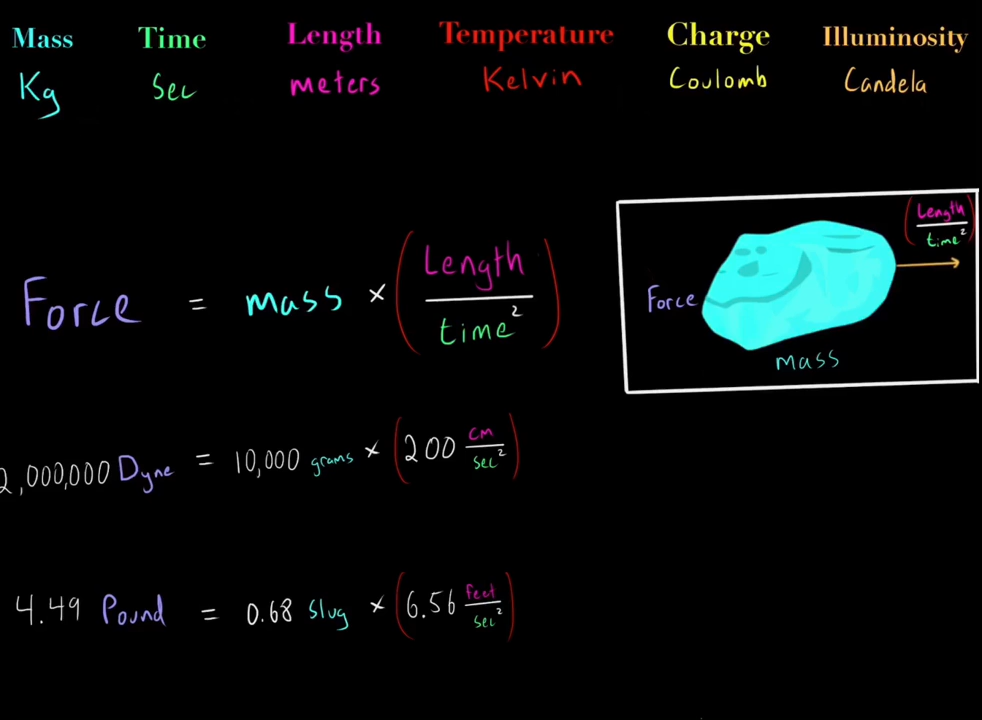 Mass Time Length Temperature Charge Illuminosity
Kg Sec meters Kelvin Coulomb Candela
Force = mass × (Length / time²)
(Length / time²)
Force
mass
2,000,000 Dyne = 10,000 grams × (200 cm / sec²)
4.49 Pound = 0.68 slug × (6.56 feet / sec²)